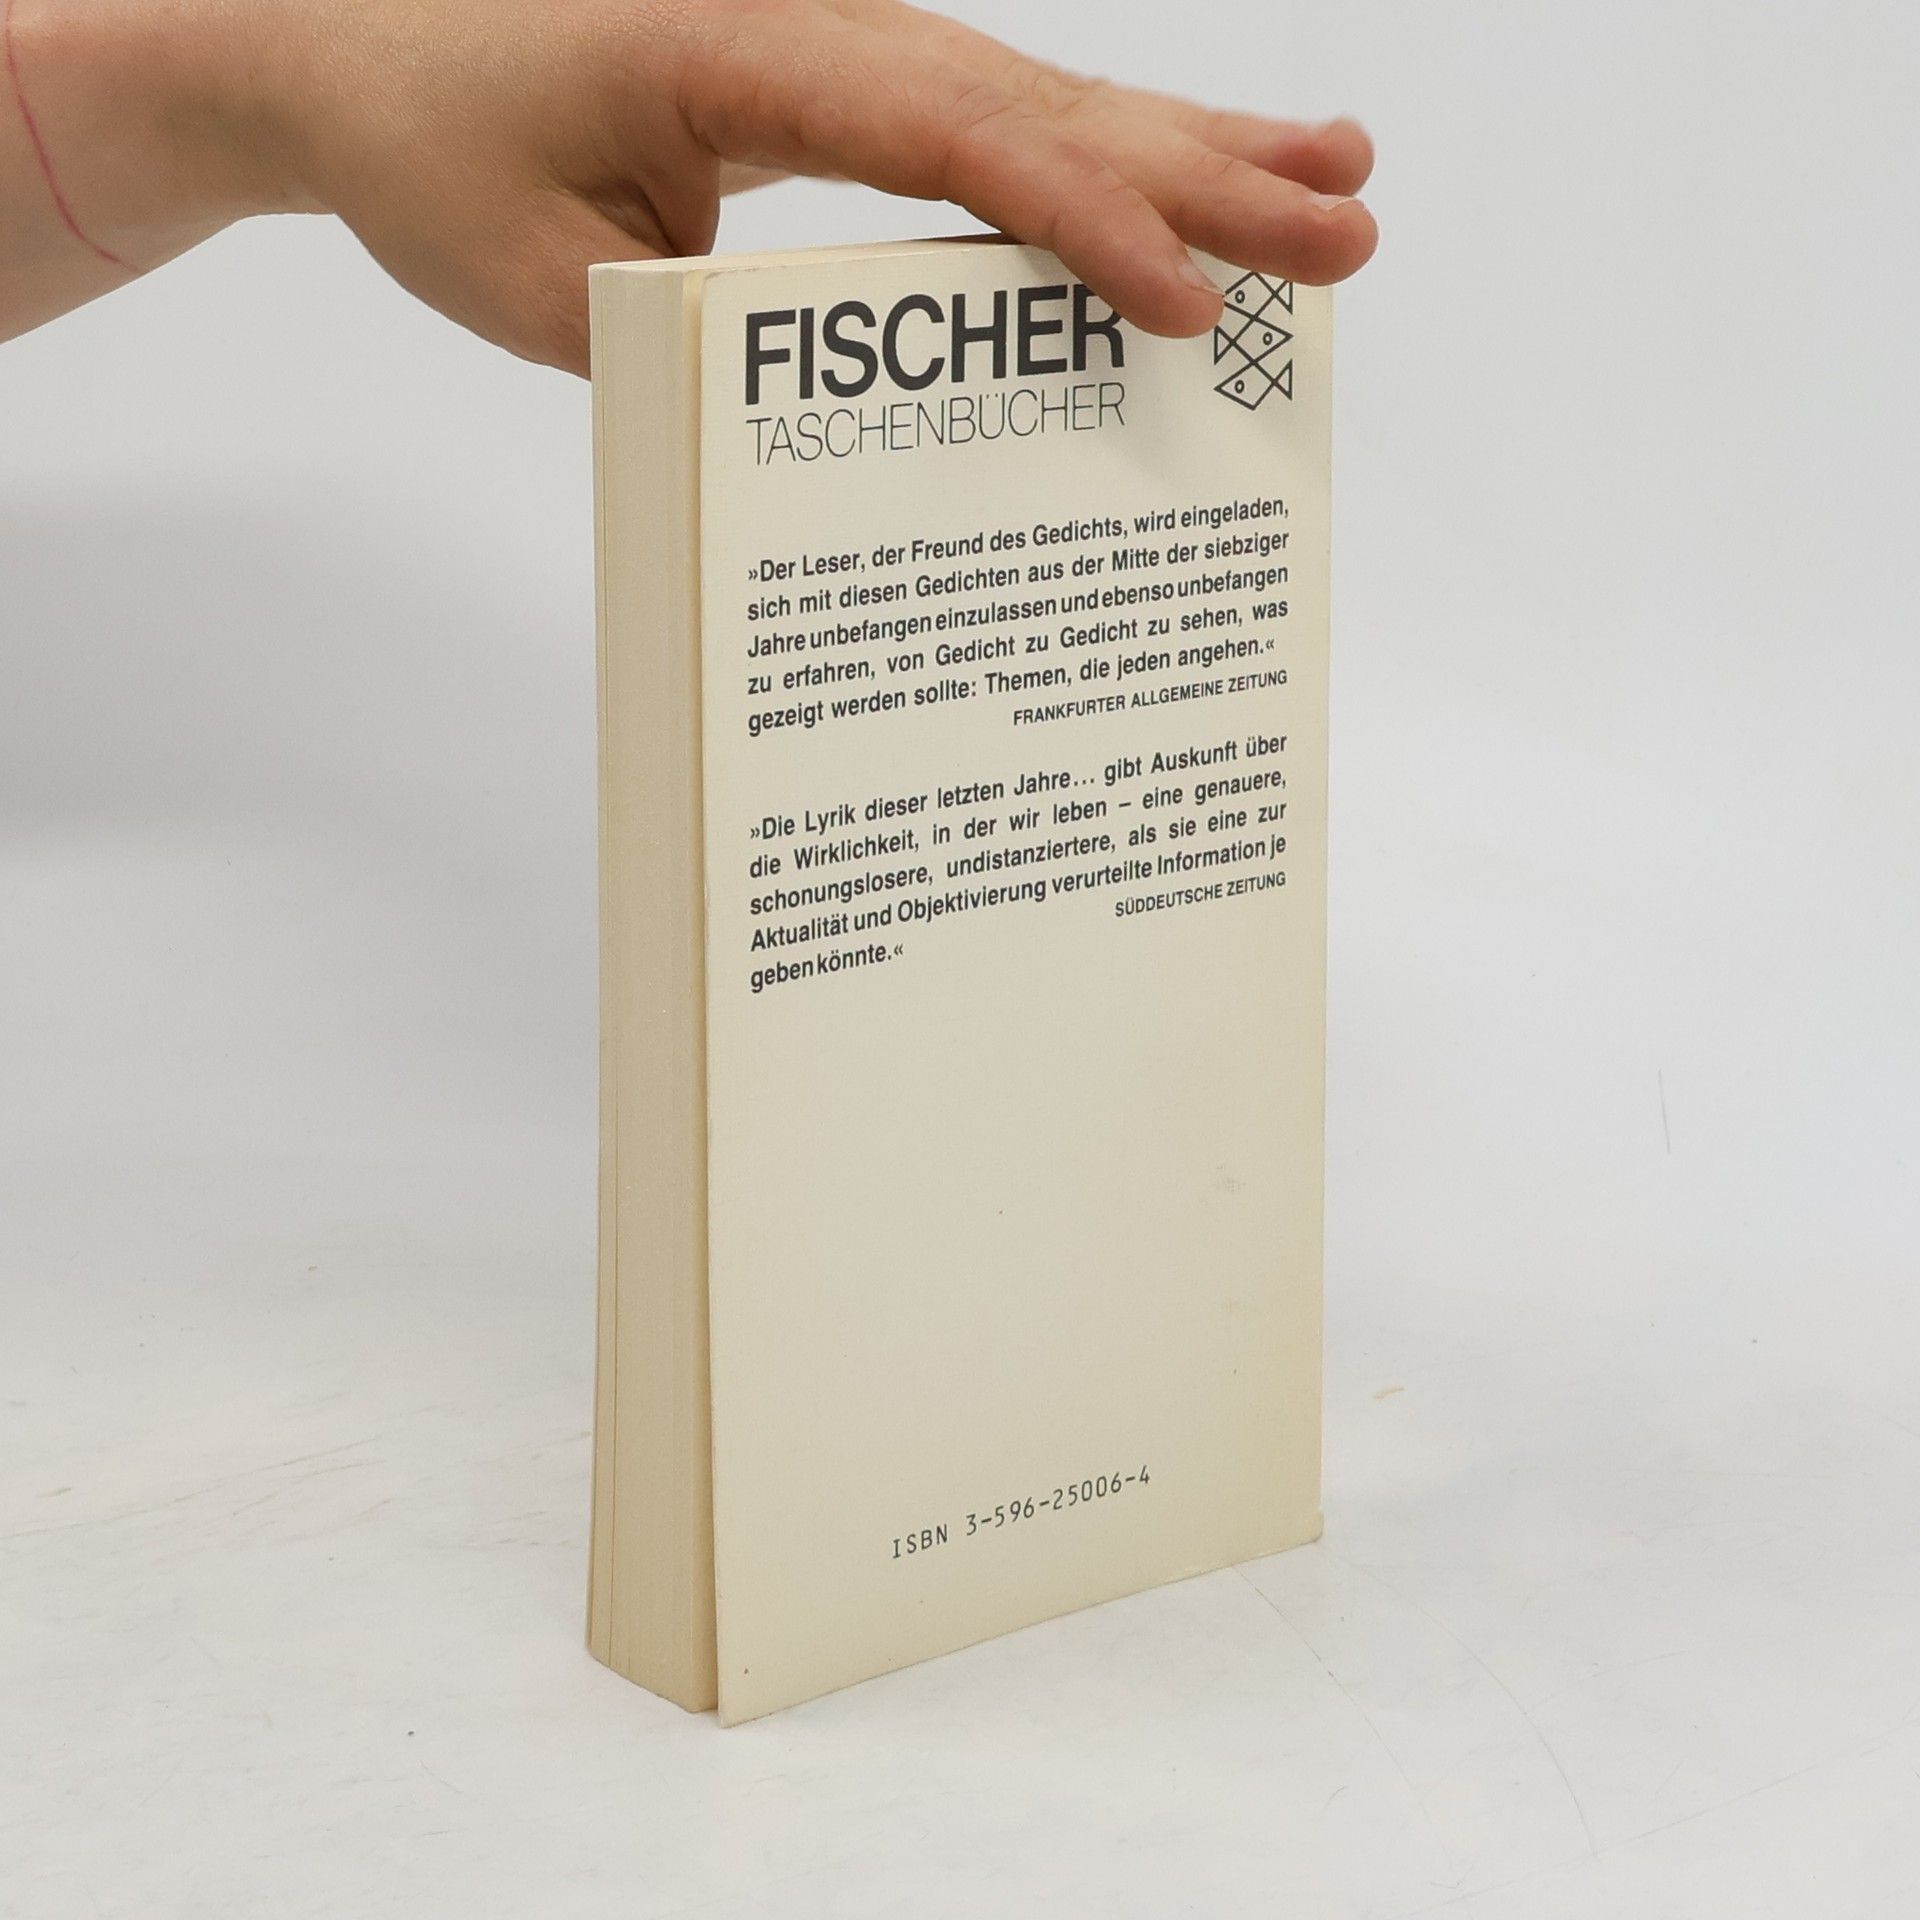 FISCHER
TASCHENBÜCHER
»Der Leser, der Freund des Gedichts, wird eingeladen,
sich mit diesen Gedichten aus der Mitte der siebziger
Jahre unbefangen einzulassen und ebenso unbefangen
zu erfahren, von Gedicht zu Gedicht zu sehen, was
gezeigt werden sollte: Themen, die jeden angehen.«
FRANKFURTER ALLGEMEINE ZEITUNG
»Die Lyrik dieser letzten Jahre... gibt Auskunft über
die Wirklichkeit, in der wir leben – eine genauere,
schonungslosere, undistanziertere, als sie eine zur
Aktualität und Objektivierung verurteilte Information je
geben könnte.«
SÜDDEUTSCHE ZEITUNG
ISBN 3-596-25006-4